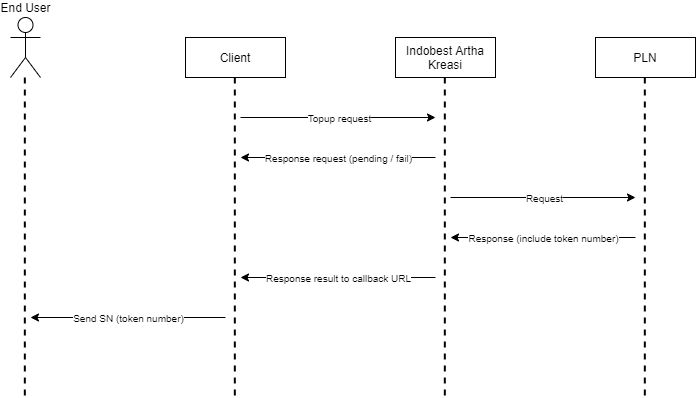 End User
Client
Indobest Artha
Kreasi
PLN
Topup request
Response request (pending / fail)
Request
Response (include token number)
Response result to callback URL
Send SN (token number)